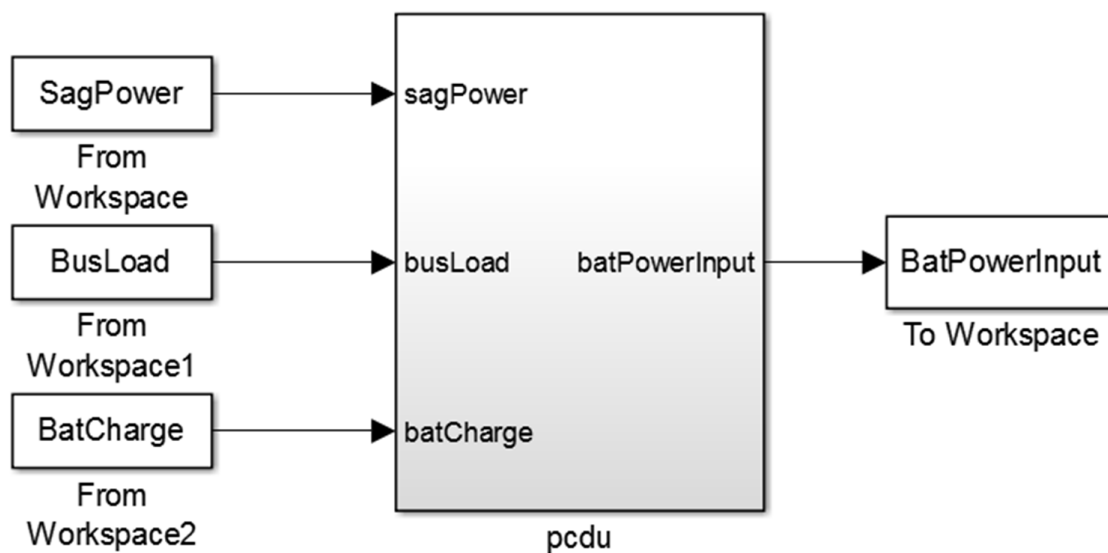 SagPower
From
Workspace
BusLoad
From
Workspace1
BatCharge
From
Workspace2
sagPower
busLoad
batPowerInput
batCharge
pcdu
BatPowerInput
To Workspace